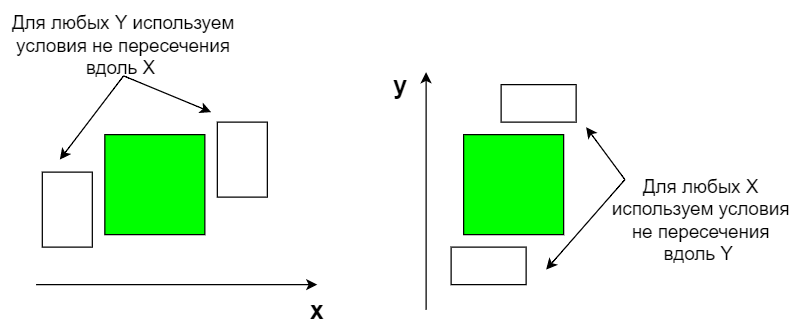 Для любых Y используем
условия не пересечения
вдоль X
x
y
Для любых X
используем условия
не пересечения
вдоль Y